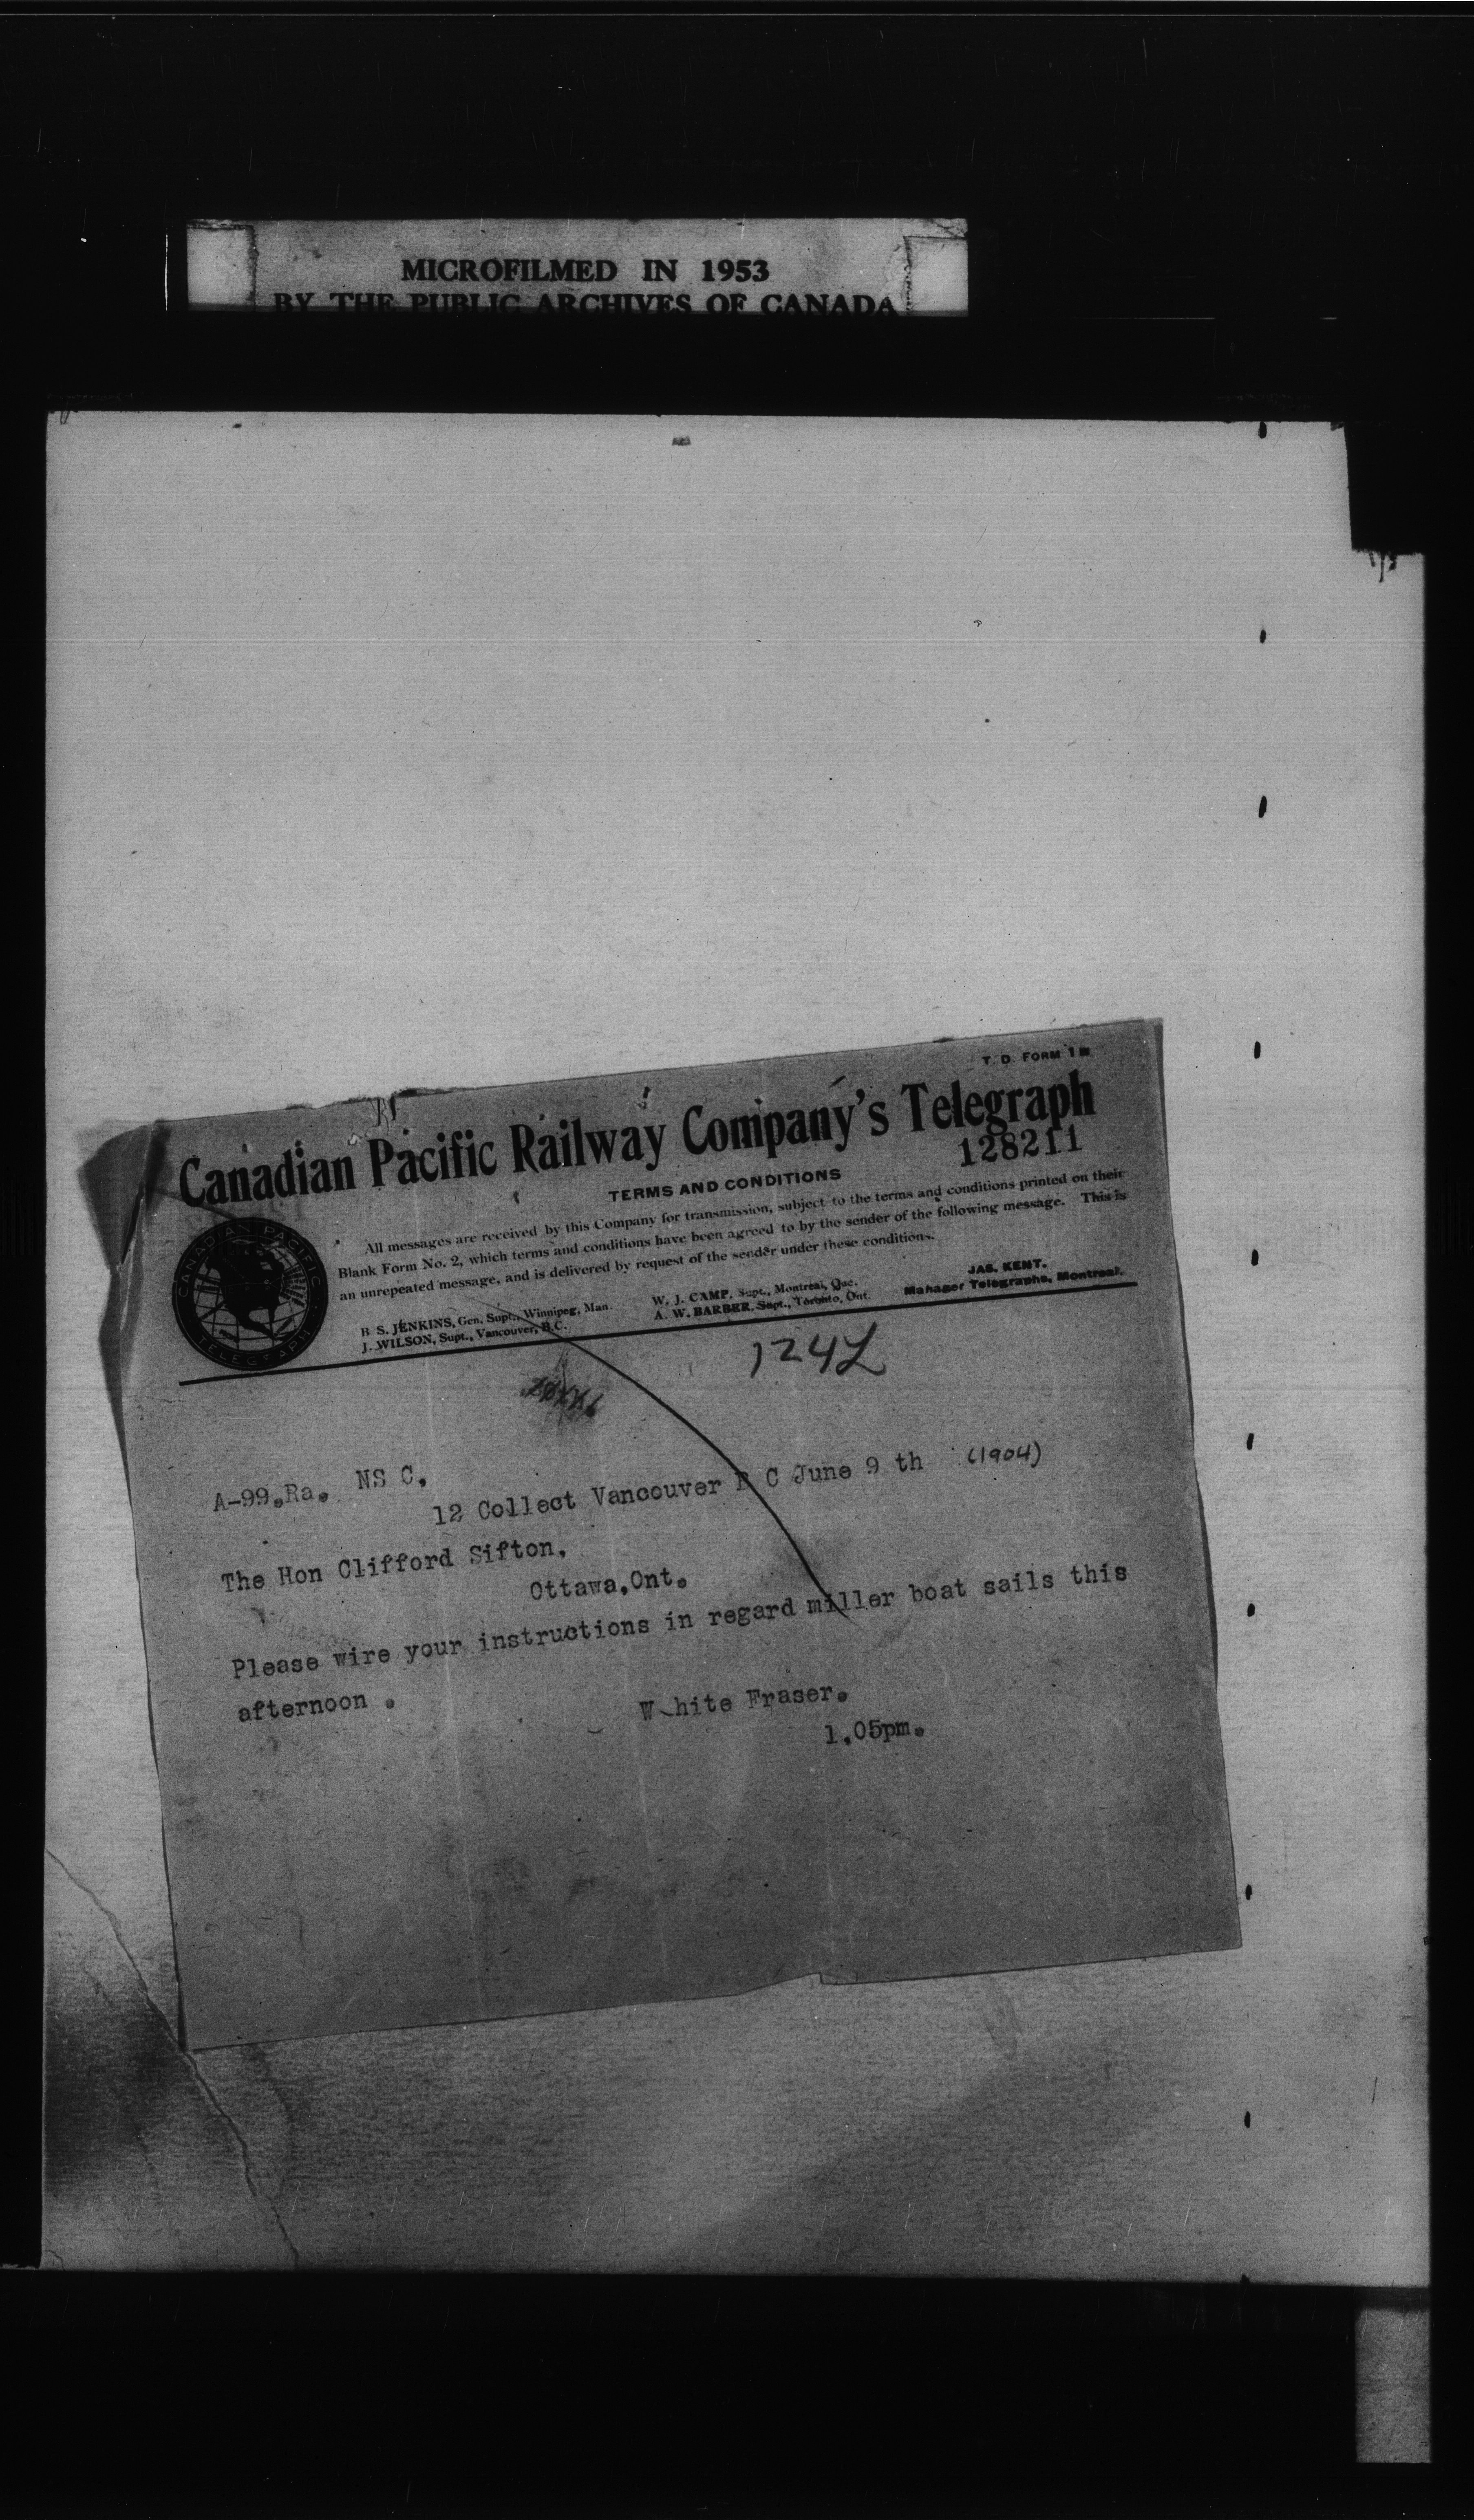 MICROFILMED IN 1953
BY THE PUBLIC ARCHIVES OF CANADA
T. D. FORM 1
Canadian Pacific Railway Company's Telegraph
128211
TERMS AND CONDITIONS
All messages are received by this Company for transmission, subject to the terms and conditions printed on their
Blank Form No. 2, which terms and conditions have been agreed to by the sender of the following message. This is
an unrepeated message, and is delivered by request of the sender under these conditions.
CANADIAN PACIFIC
TELEGRAPH
B. S. JENKINS, Gen. Supt., Winnipeg, Man.
J. WILSON, Supt., Vancouver, B.C.
W. J. CAMP, Supt., Montreal, Que.
A. W. BARBER, Supt., Toronto, Ont.
JAS. KENT.
Manager Telegraphs, Montreal.
124L
A-99.Ra. NS C.
12 Collect Vancouver B C June 9 th (1904)
The Hon Clifford Sifton,
Ottawa,Ont.
Please wire your instructions in regard miller boat sails this
afternoon .
W hite Fraser.
1.05pm.